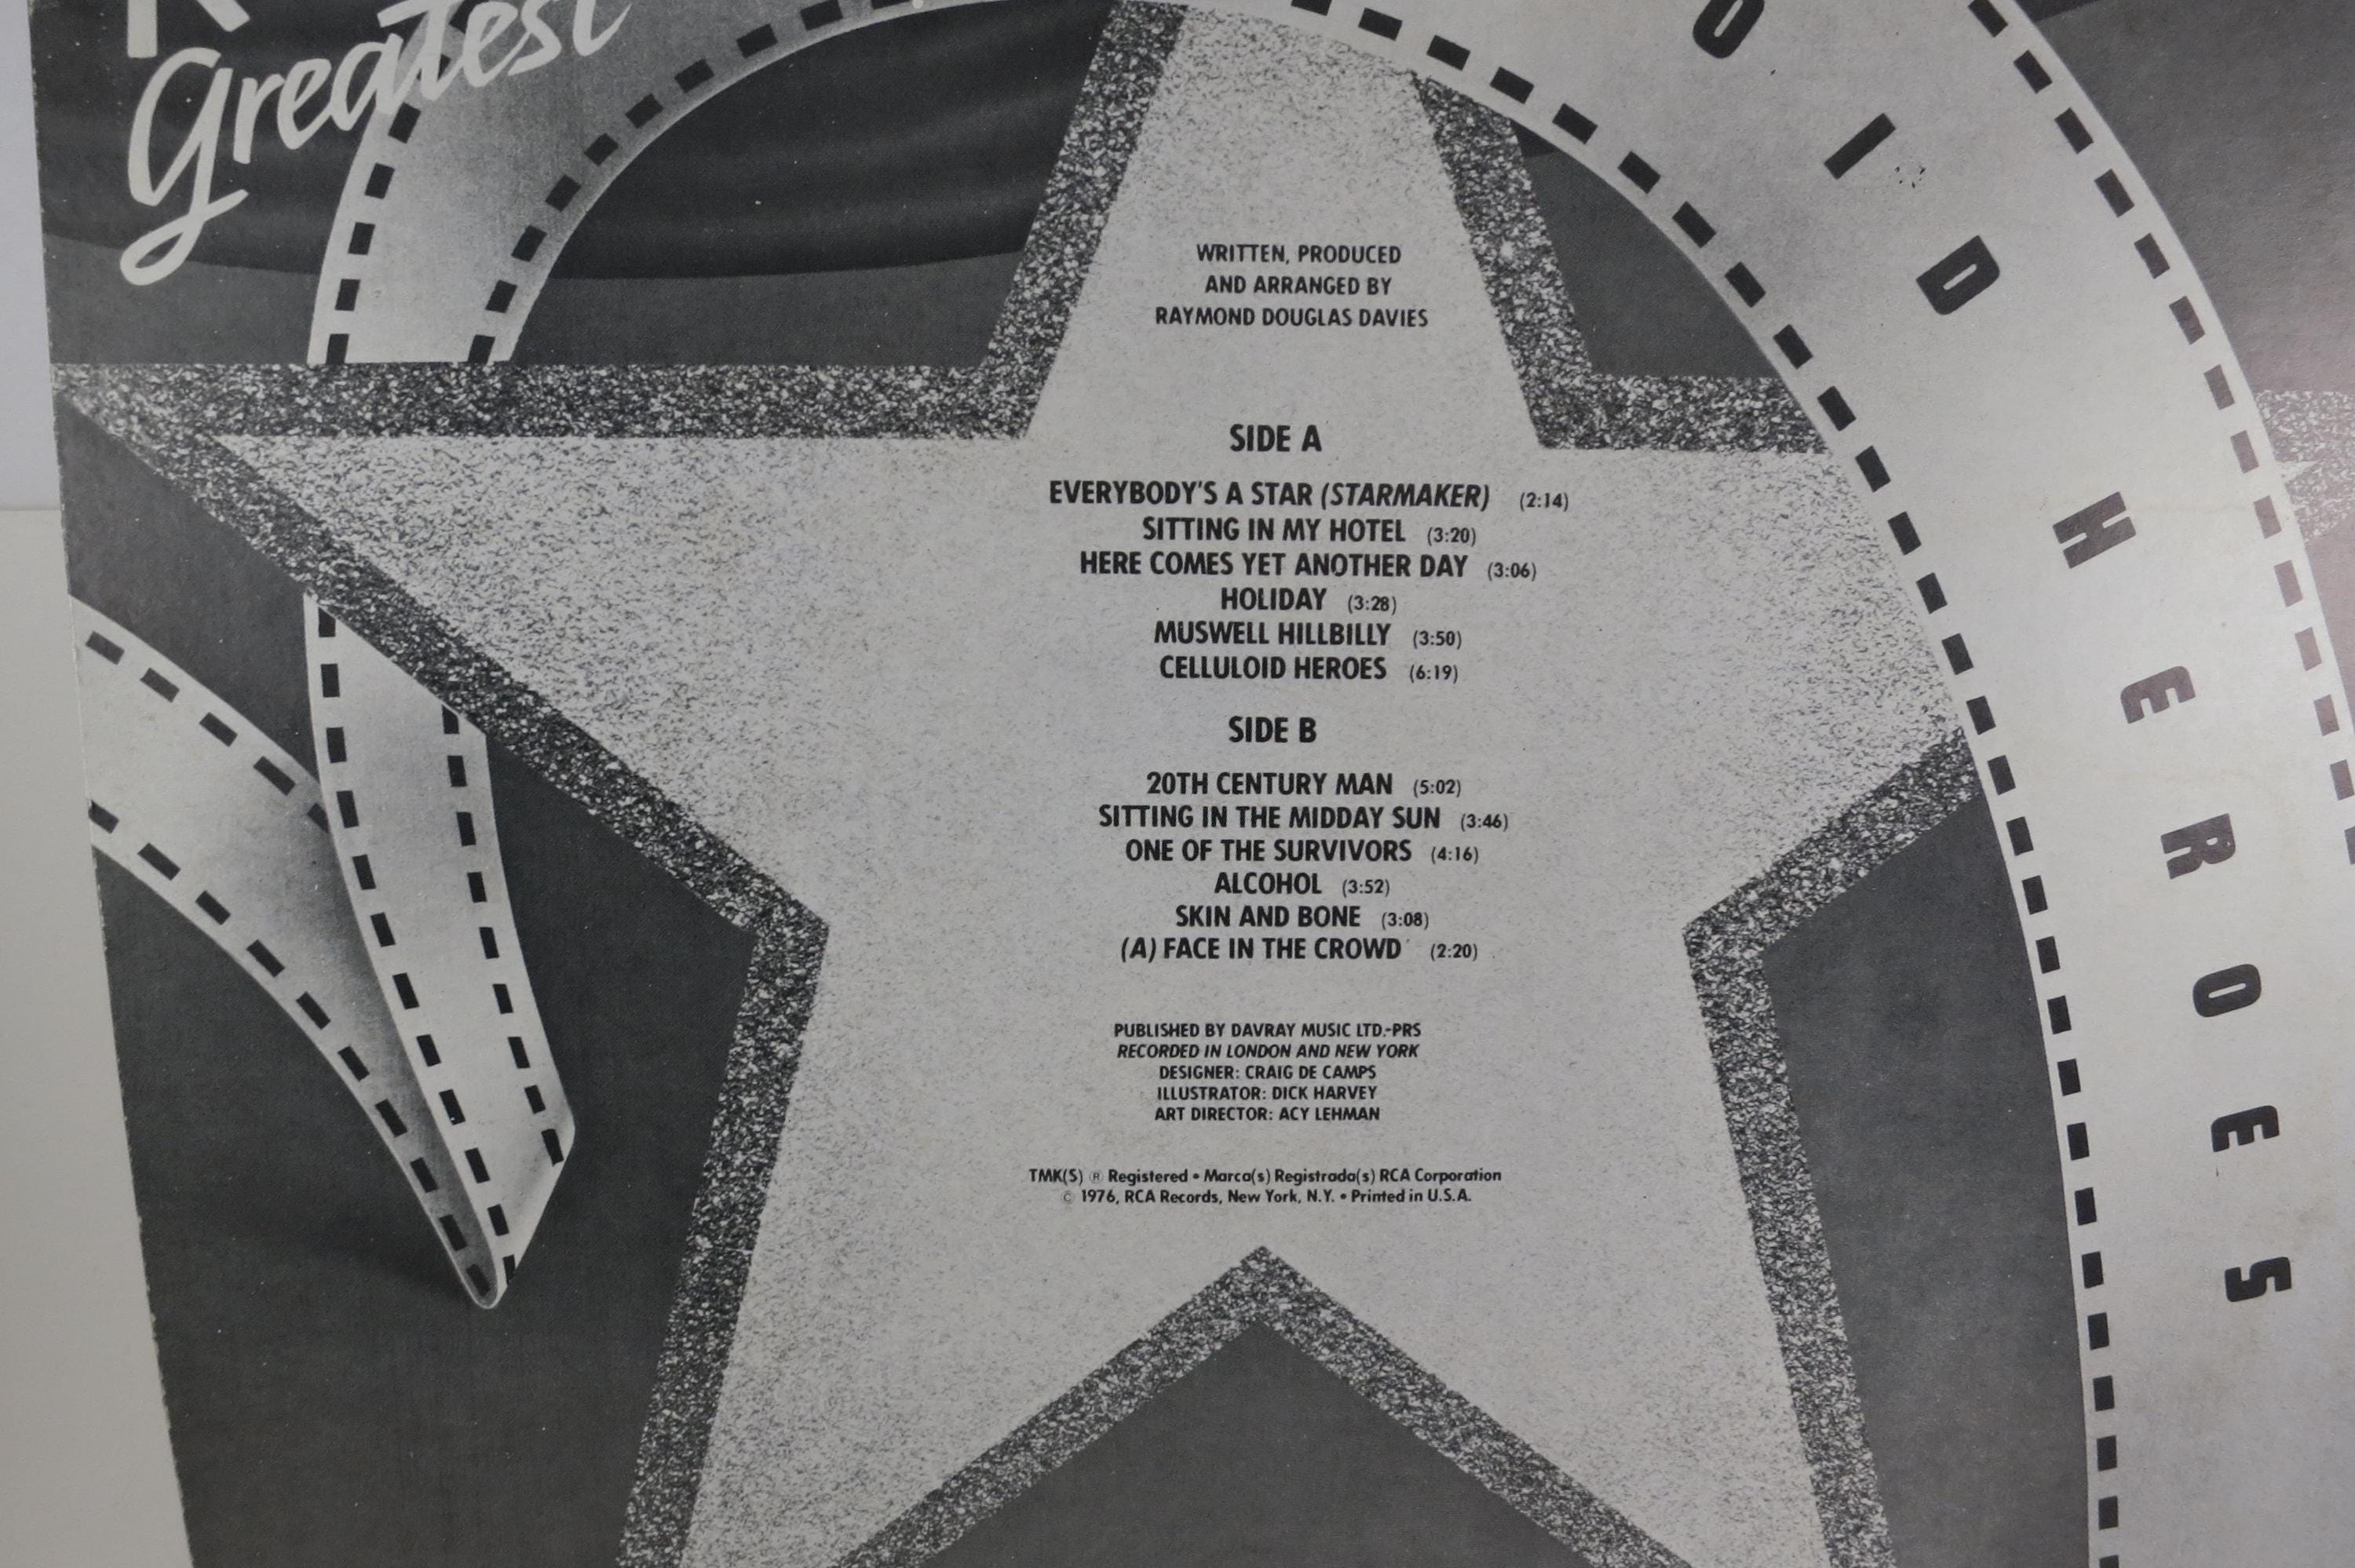 Greatest
OID HEROES
WRITTEN, PRODUCED
AND ARRANGED BY
RAYMOND DOUGLAS DAVIES
SIDE A
EVERYBODY'S A STAR (STARMAKER) (2:14)
SITTING IN MY HOTEL (3:20)
HERE COMES YET ANOTHER DAY (3:06)
HOLIDAY (3:28)
MUSWELL HILLBILLY (3:50)
CELLULOID HEROES (6:19)
SIDE B
20TH CENTURY MAN (5:02)
SITTING IN THE MIDDAY SUN (3:46)
ONE OF THE SURVIVORS (4:16)
ALCOHOL (3:52)
SKIN AND BONE (3:08)
(A) FACE IN THE CROWD (2:20)
PUBLISHED BY DAVRAY MUSIC LTD.-PRS
RECORDED IN LONDON AND NEW YORK
DESIGNER: CRAIG DE CAMPS
ILLUSTRATOR: DICK HARVEY
ART DIRECTOR: ACY LEHMAN
TMK(S) ® Registered • Marca(s) Registrada(s) RCA Corporation
© 1976, RCA Records, New York, N.Y. • Printed in U.S.A.